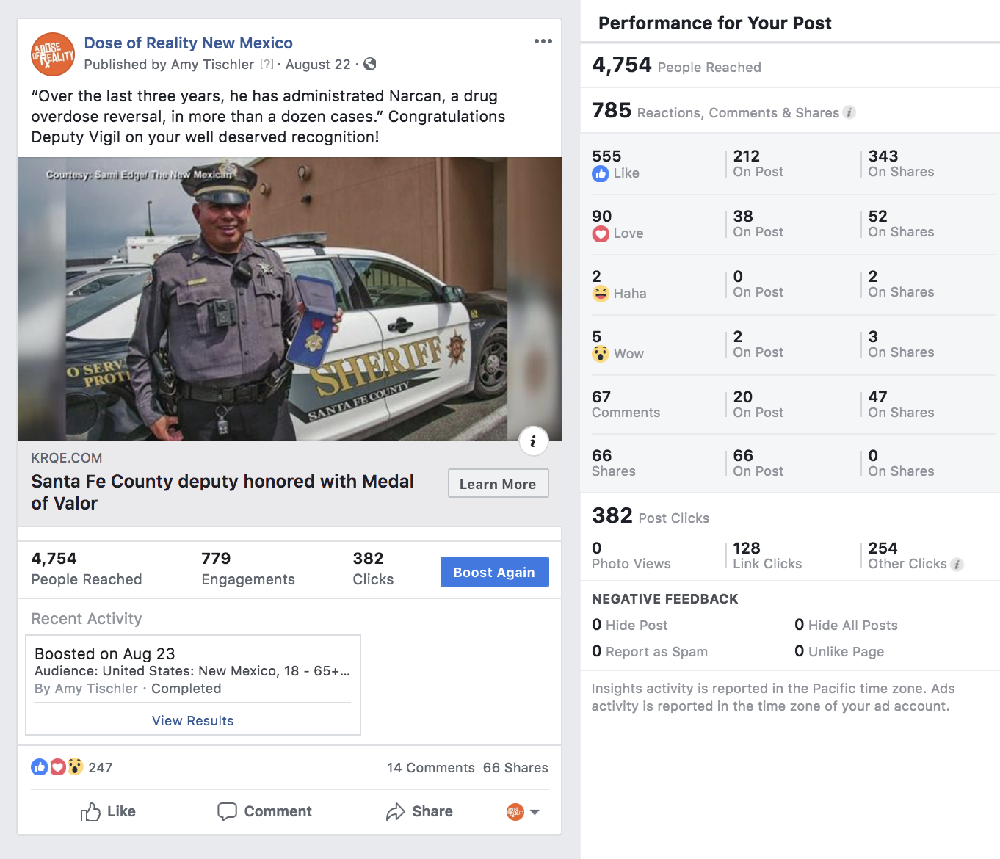 A DOSE
OF REALITY
Rx
Dose of Reality New Mexico
Published by Amy Tischler [?] · August 22 ·
“Over the last three years, he has administrated Narcan, a drug
overdose reversal, in more than a dozen cases.” Congratulations
Deputy Vigil on your well deserved recognition!
Courtesy: Sami Edge/ The New Mexican
O SERV
PROT
SHERIFF
SANTA FE COUNTY
62
i
KRQE.COM
Santa Fe County deputy honored with Medal
of Valor
Learn More
4,754
People Reached
779
Engagements
382
Clicks
Boost Again
Recent Activity
Boosted on Aug 23
Audience: United States: New Mexico, 18 - 65+...
By Amy Tischler · Completed
View Results
247
14 Comments 66 Shares
Like
Comment
Share
Performance for Your Post
4,754 People Reached
785 Reactions, Comments & Shares i
555
Like
212
On Post
343
On Shares
90
Love
38
On Post
52
On Shares
2
Haha
0
On Post
2
On Shares
5
Wow
2
On Post
3
On Shares
67
Comments
20
On Post
47
On Shares
66
Shares
66
On Post
0
On Shares
382 Post Clicks
0
Photo Views
128
Link Clicks
254
Other Clicks i
NEGATIVE FEEDBACK
0 Hide Post
0 Hide All Posts
0 Report as Spam
0 Unlike Page
Insights activity is reported in the Pacific time zone. Ads
activity is reported in the time zone of your ad account.